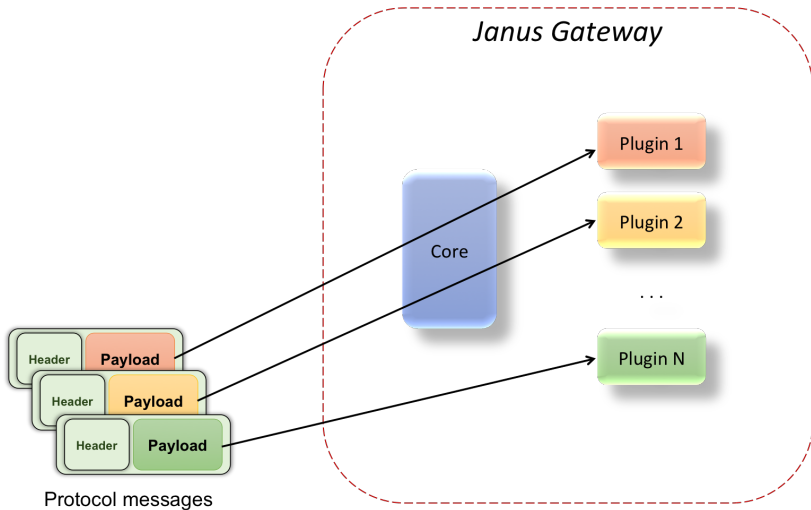 Janus Gateway
Plugin 1
Core
Plugin 2
. . .
Plugin N
Header
Payload
Header
Payload
Header
Payload
Protocol messages